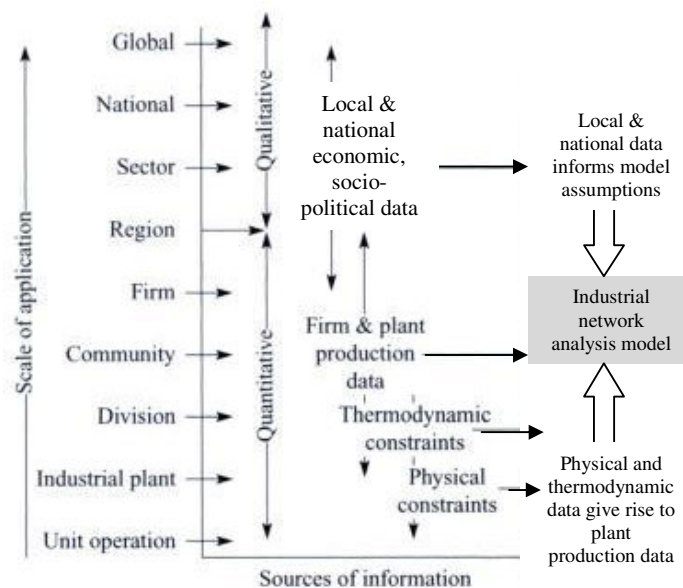 Scale of application
Global
National
Sector
Region
Firm
Community
Division
Industrial plant
Unit operation
Qualitative
Quantitative
Local &
national
economic,
socio-
political data
Firm & plant
production
data
Thermodynamic
constraints
Physical
constraints
Local &
national data
informs model
assumptions
Industrial
network
analysis model
Physical and
thermodynamic
data give rise to
plant
production data
Sources of information